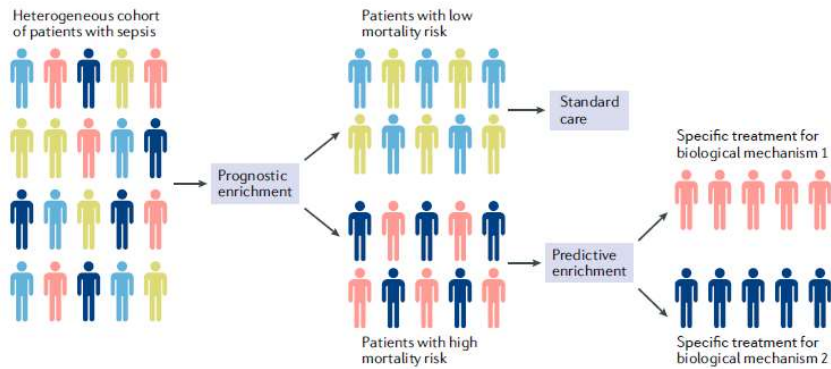 Heterogeneous cohort
of patients with sepsis
Prognostic
enrichment
Patients with low
mortality risk
Standard
care
Patients with high
mortality risk
Predictive
enrichment
Specific treatment for
biological mechanism 1
Specific treatment for
biological mechanism 2